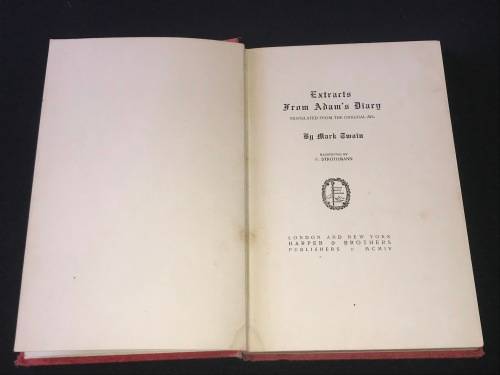 Extracts
From Adam's Diary
TRANSLATED FROM THE ORIGINAL MS.
By Mark Twain
ILLUSTRATED BY
F. STROTHMANN
LONDON AND NEW YORK
HARPER & BROTHERS
PUBLISHERS MCMIV